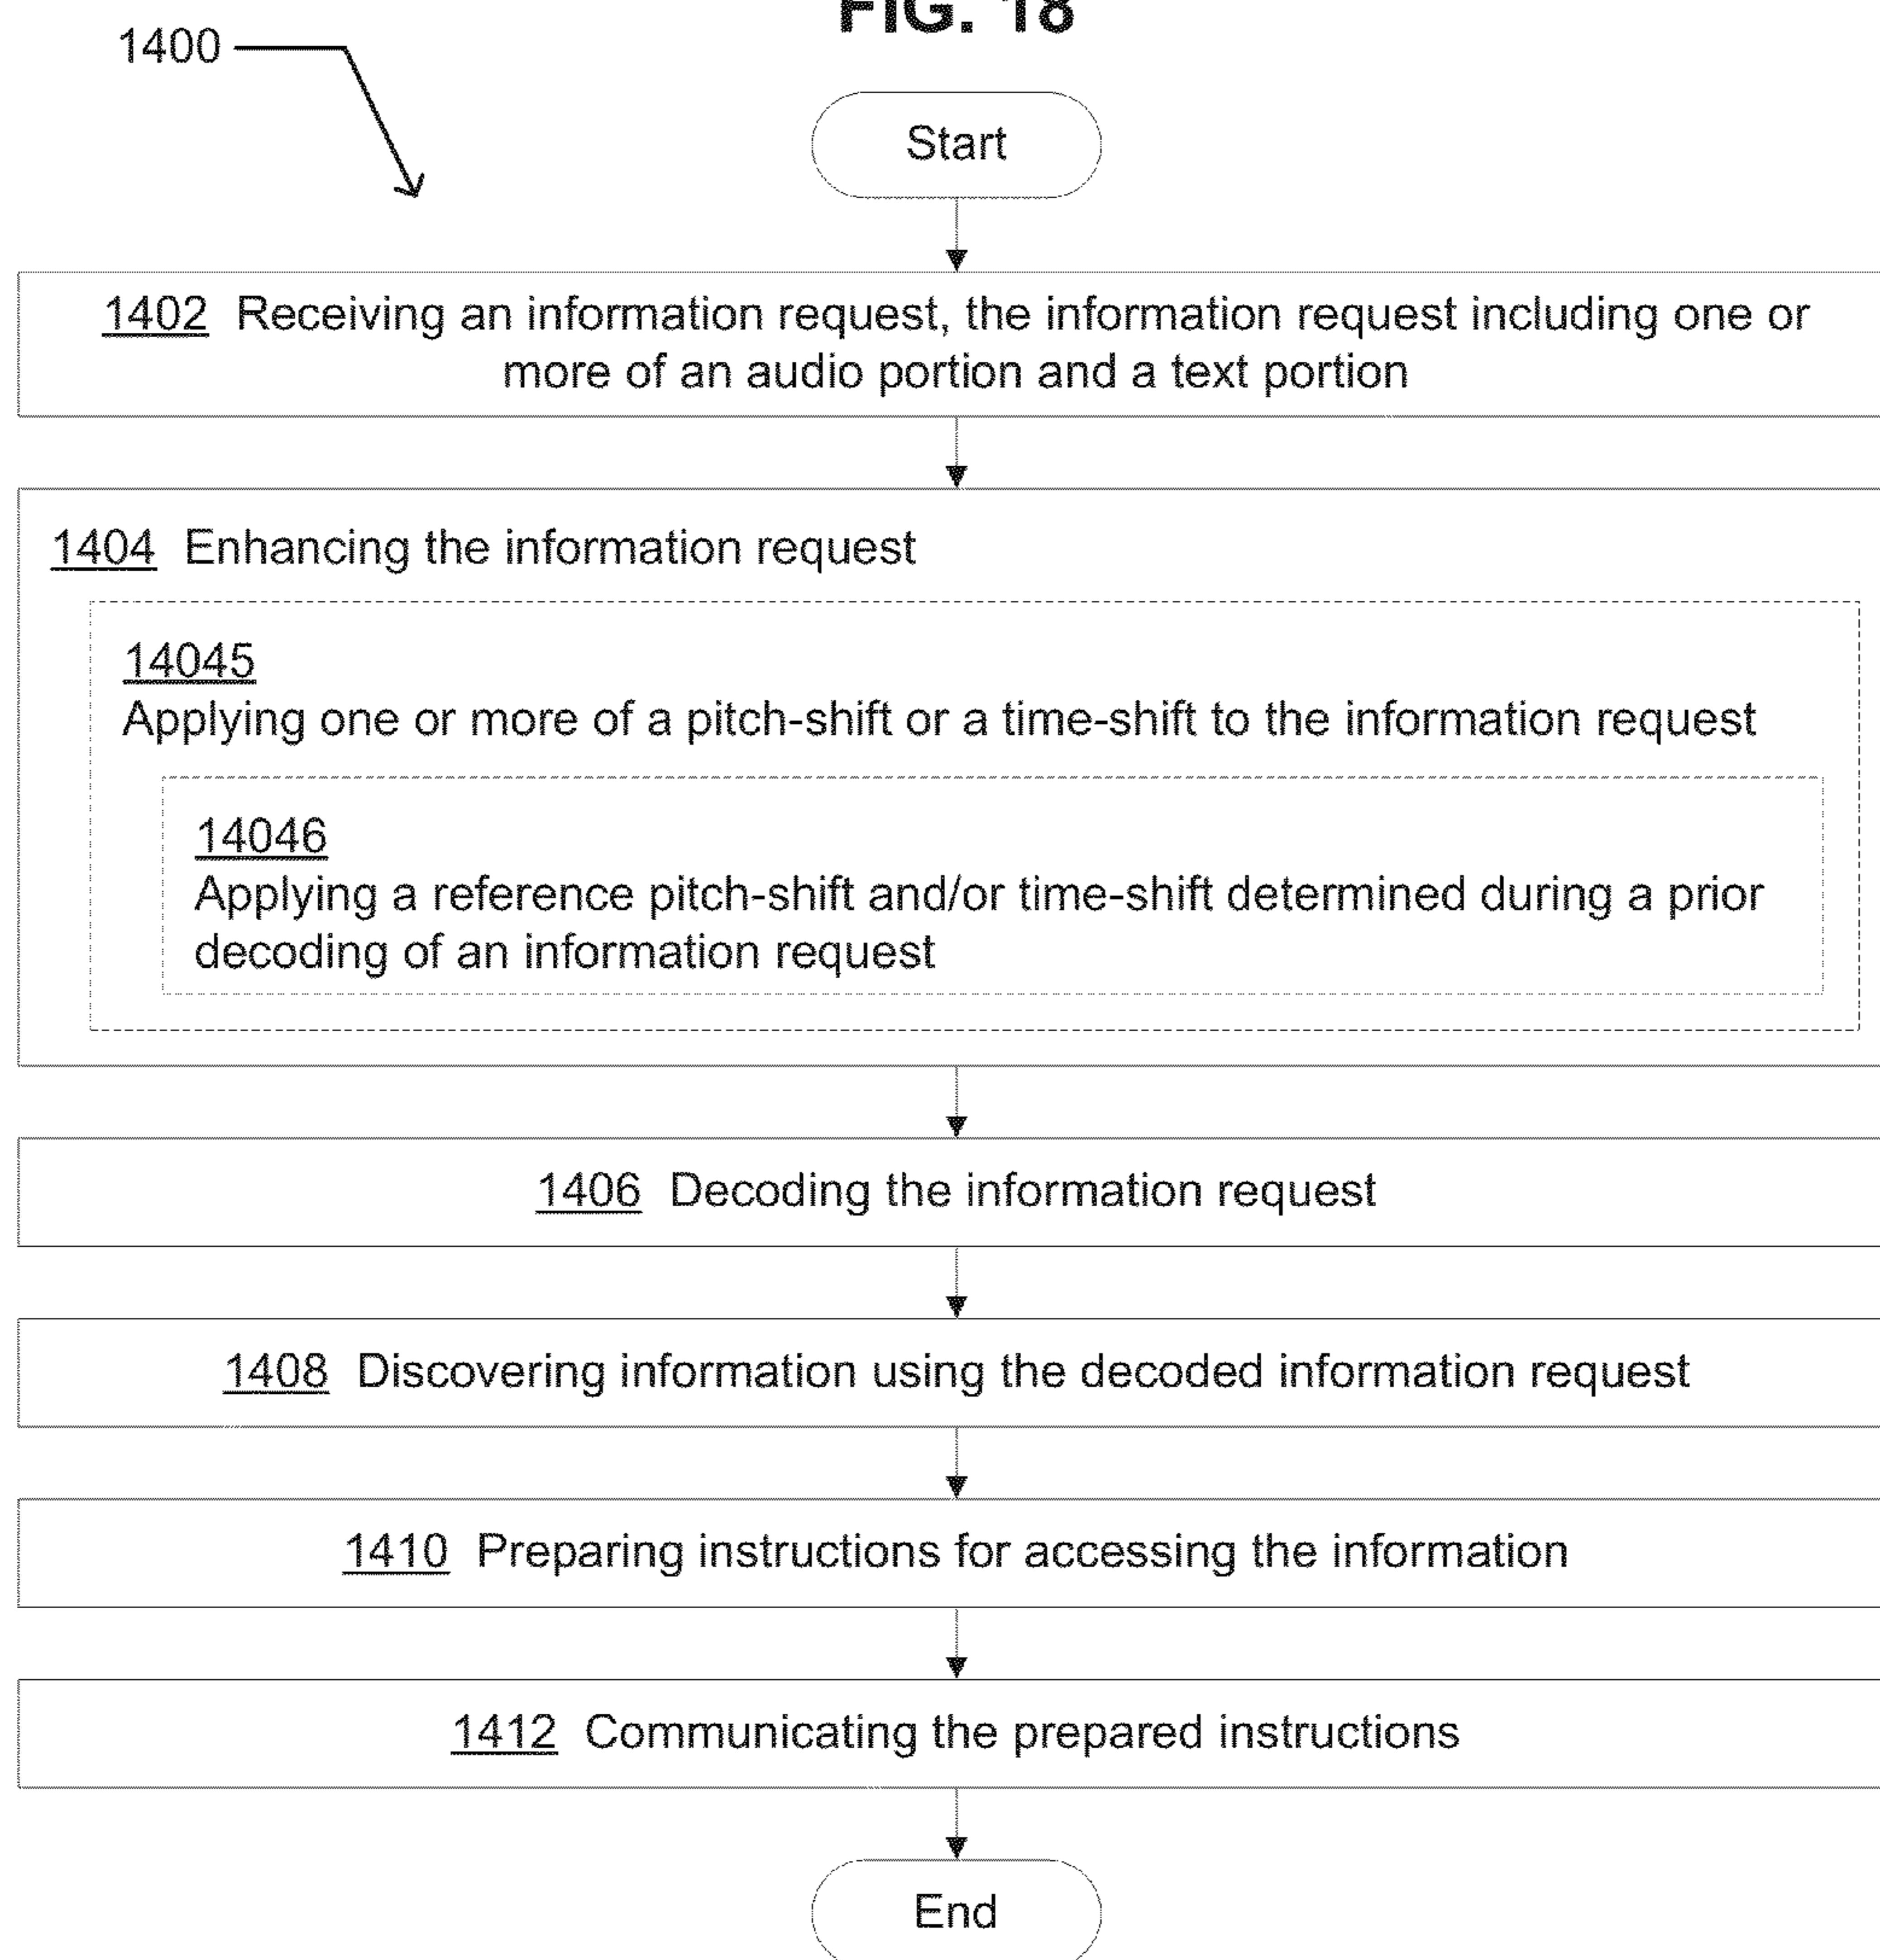 FIG. 18
1400
Start
1402 Receiving an information request, the information request including one or
more of an audio portion and a text portion
1404 Enhancing the information request
14045
Applying one or more of a pitch-shift or a time-shift to the information request
14046
Applying a reference pitch-shift and/or time-shift determined during a prior
decoding of an information request
1406 Decoding the information request
1408 Discovering information using the decoded information request
1410 Preparing instructions for accessing the information
1412 Communicating the prepared instructions
End